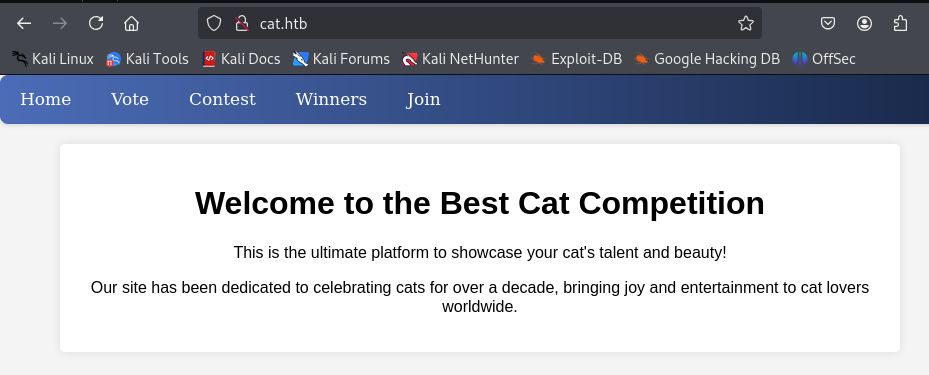 cat.htb
Kali Linux Kali Tools Kali Docs Kali Forums Kali NetHunter Exploit-DB Google Hacking DB OffSec
Home Vote Contest Winners Join
Welcome to the Best Cat Competition
This is the ultimate platform to showcase your cat's talent and beauty!
Our site has been dedicated to celebrating cats for over a decade, bringing joy and entertainment to cat lovers
worldwide.